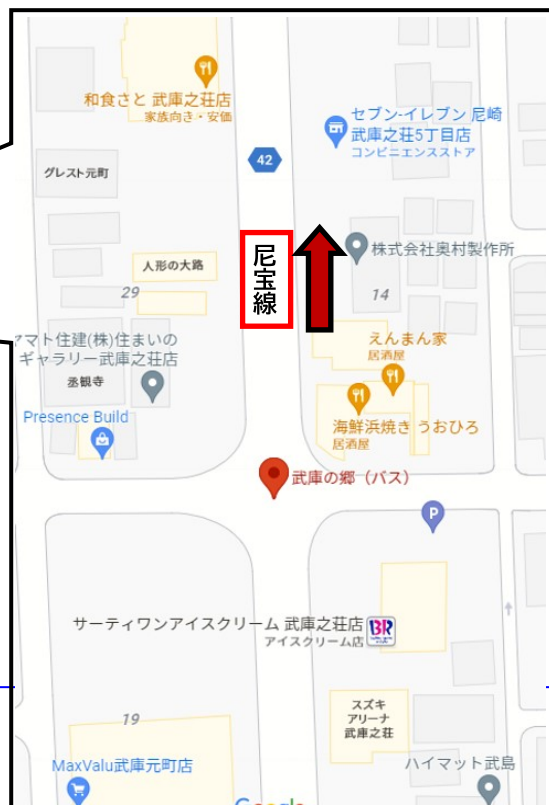 和食さと 武庫之荘店
家族向き・安価
セブン-イレブン 尼崎
武庫之荘5丁目店
コンビニエンスストア
42
グレスト元町
尼宝線
株式会社奥村製作所
人形の大路
29
14
ヤマト住建(株)住まいの
ギャラリー武庫之荘店
えんまん家
居酒屋
丞観寺
Presence Build
海鮮浜焼き うおひろ
居酒屋
武庫の郷（バス）
P
サーティワンアイスクリーム 武庫之荘店
アイスクリーム店
BR
スズキ
アリーナ
武庫之荘
19
MaxValu武庫元町店
ハイマット武島
Google